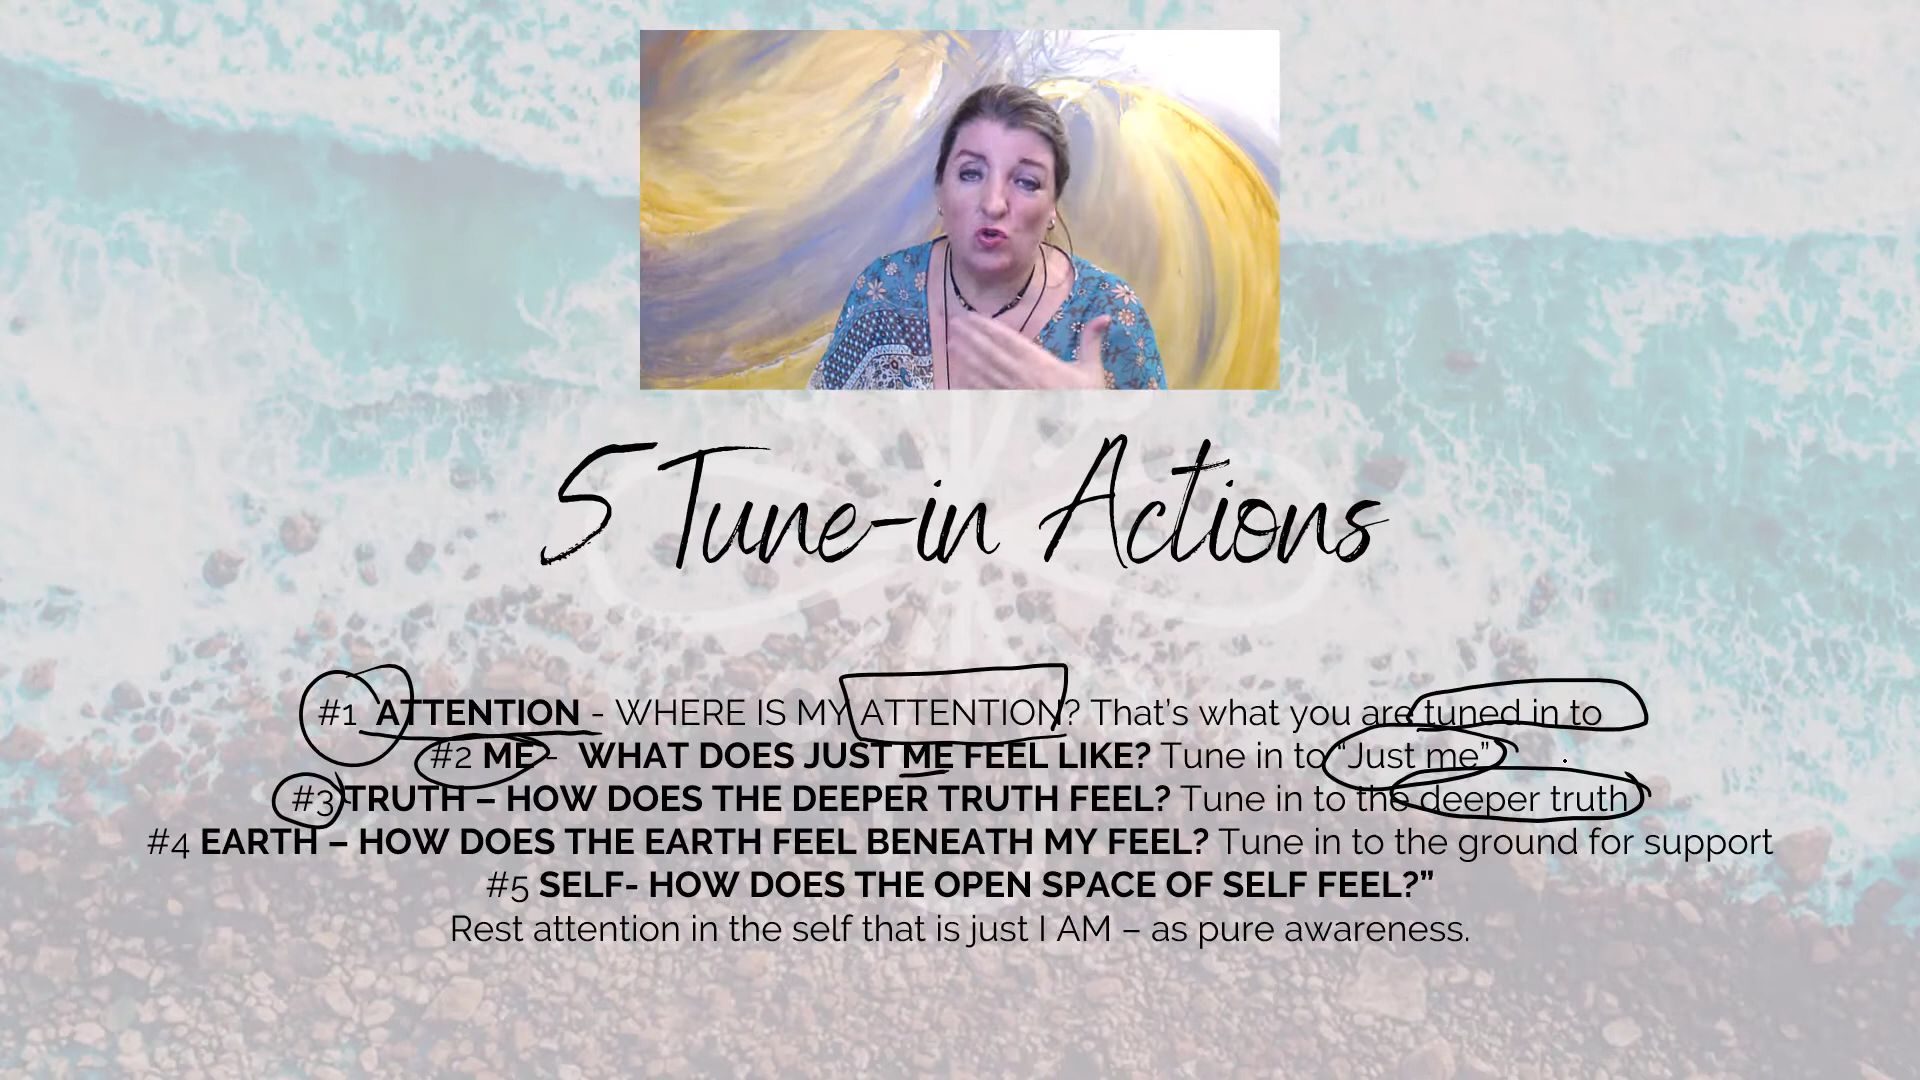 5 Tune-in Actions
#1 ATTENTION - WHERE IS MY ATTENTION? That's what you are tuned in to
#2 ME - WHAT DOES JUST ME FEEL LIKE? Tune in to “Just me”
#3 TRUTH – HOW DOES THE DEEPER TRUTH FEEL? Tune in to the deeper truth
#4 EARTH – HOW DOES THE EARTH FEEL BENEATH MY FEEL? Tune in to the ground for support
#5 SELF- HOW DOES THE OPEN SPACE OF SELF FEEL?”
Rest attention in the self that is just I AM – as pure awareness.